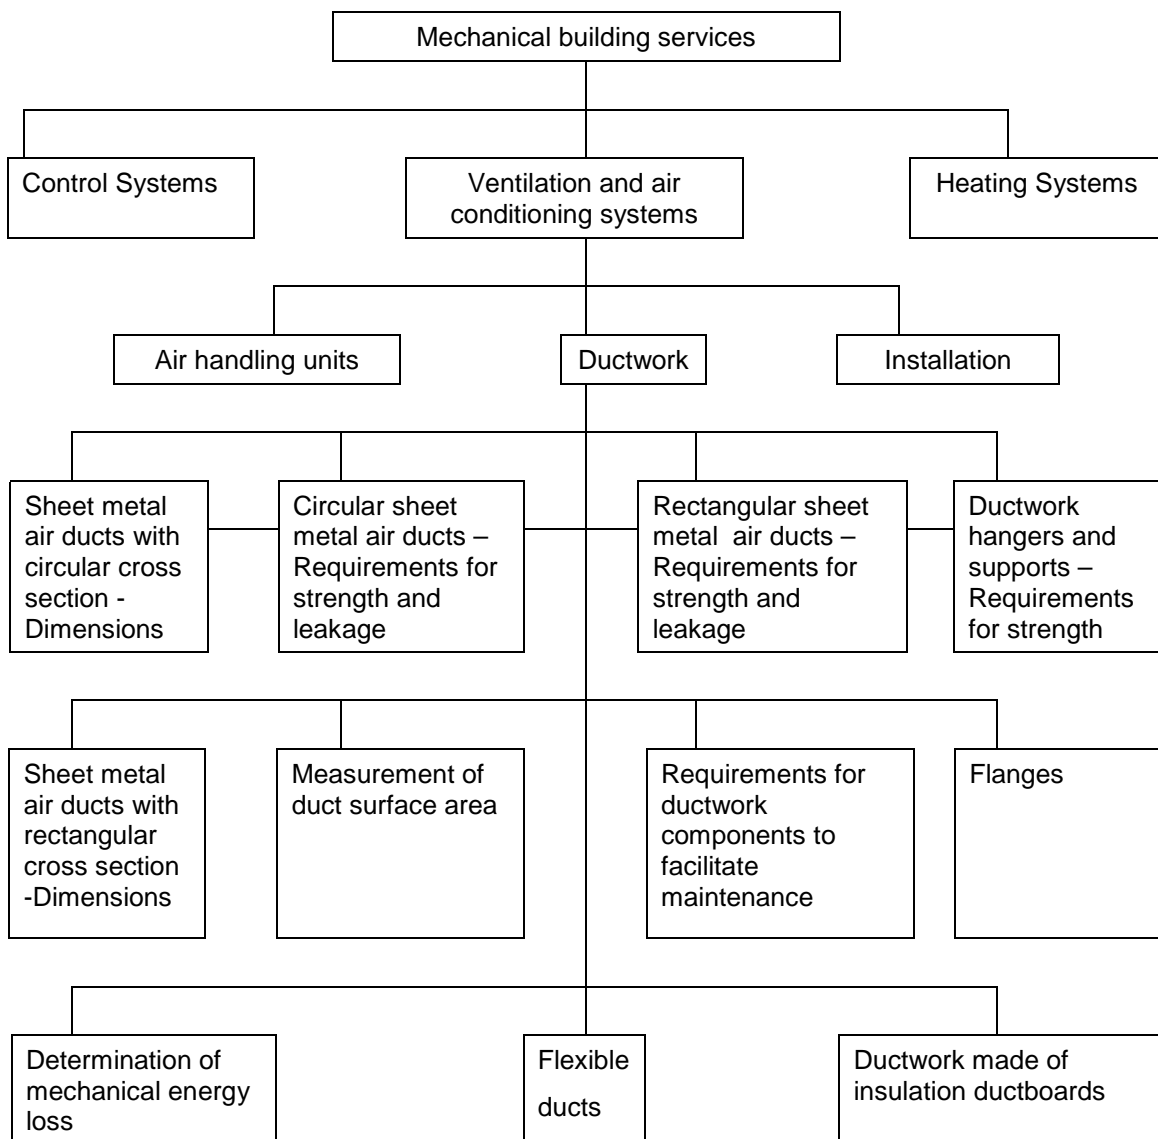 Mechanical building services
Control Systems
Ventilation and air
conditioning systems
Heating Systems
Air handling units
Ductwork
Installation
Sheet metal
air ducts with
circular cross
section -
Dimensions
Circular sheet
metal air ducts –
Requirements for
strength and
leakage
Rectangular sheet
metal  air ducts –
Requirements for
strength and
leakage
Ductwork
hangers and
supports –
Requirements
for strength
Sheet metal
air ducts with
rectangular
cross section
-Dimensions
Measurement of
duct surface area
Requirements for
ductwork
components to
facilitate
maintenance
Flanges
Determination of
mechanical energy
loss
Flexible
ducts
Ductwork made of
insulation ductboards